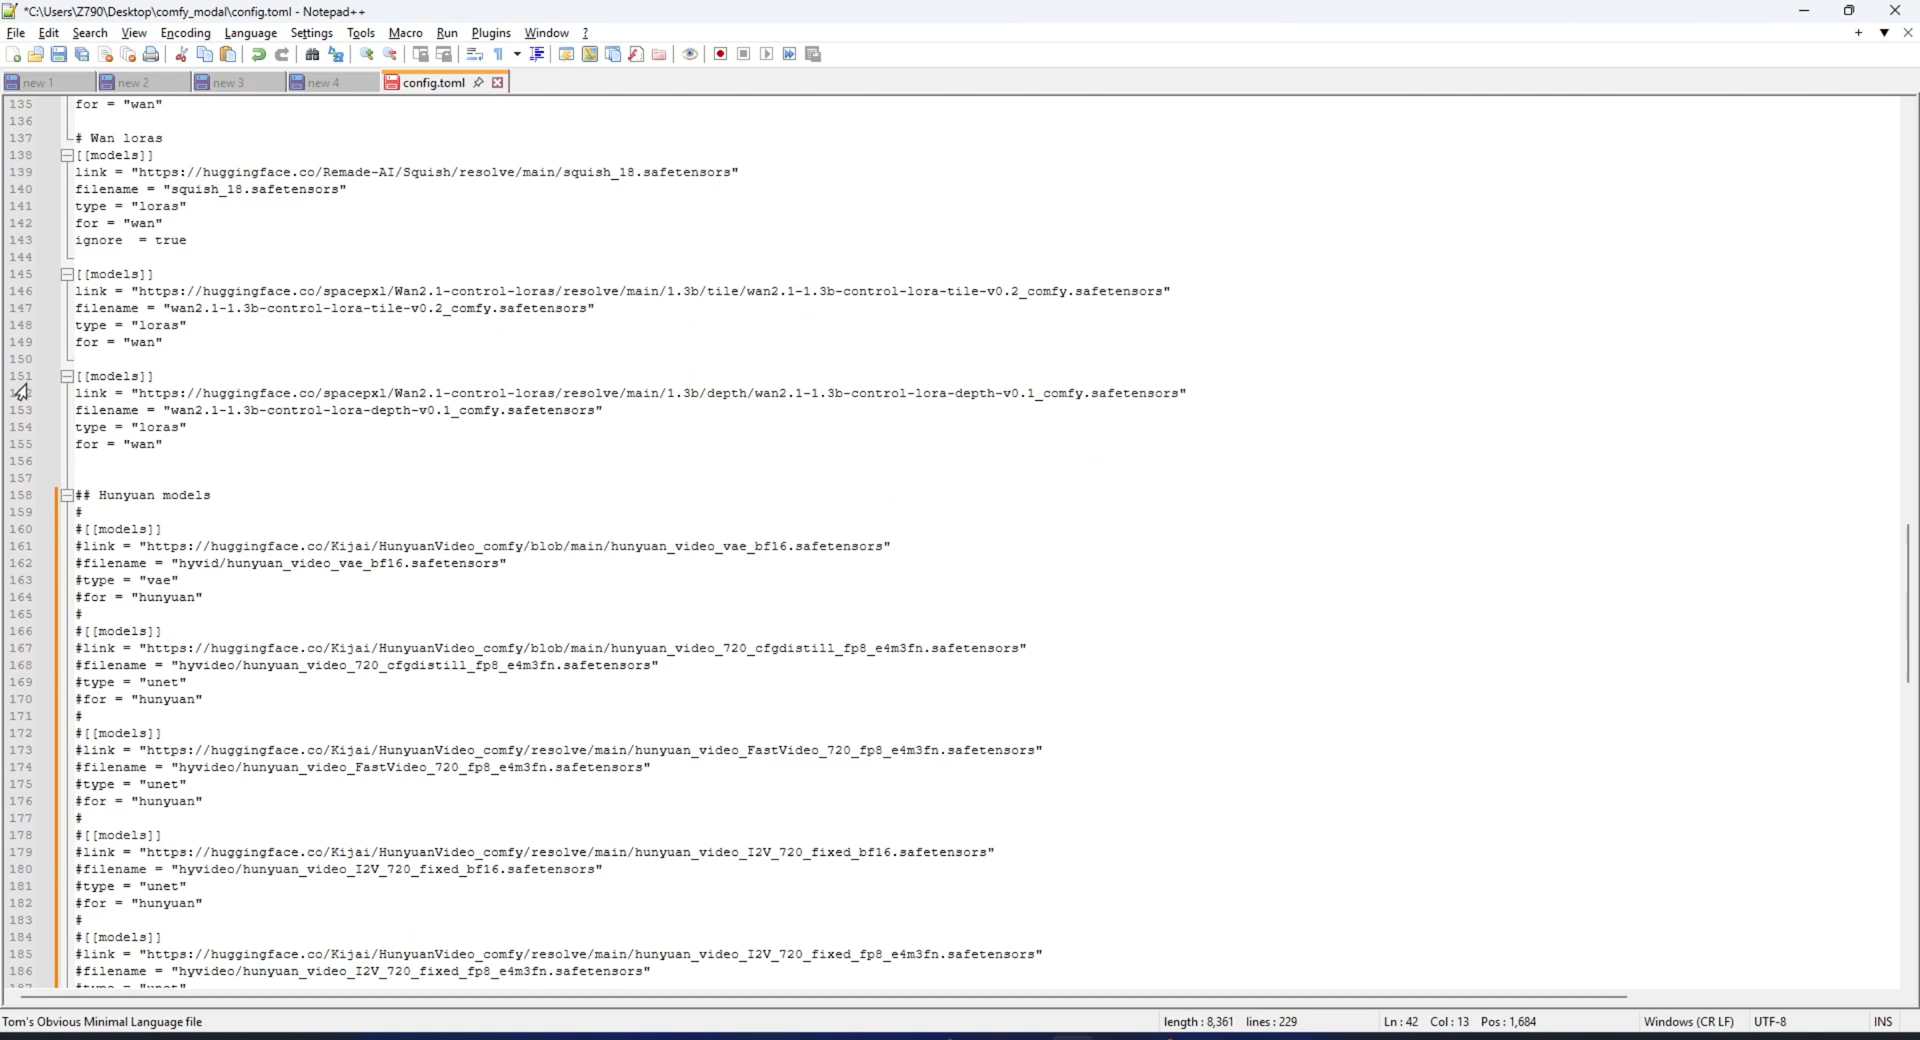 *C:\Users\Z790\Desktop\comfy_modal\config.toml - Notepad++
File Edit Search View Encoding Language Settings Tools Macro Run Plugins Window ?
new 1 new 2 new 3 new 4 config.toml
135 for = "wan"
136
137 # Wan loras
138 [[models]]
139 link = "https://huggingface.co/Remade-AI/Squish/resolve/main/squish_18.safetensors"
140 filename = "squish_18.safetensors"
141 type = "loras"
142 for = "wan"
143 ignore  = true
144
145 [[models]]
146 link = "https://huggingface.co/spacepxl/Wan2.1-control-loras/resolve/main/1.3b/tile/wan2.1-1.3b-control-lora-tile-v0.2_comfy.safetensors"
147 filename = "wan2.1-1.3b-control-lora-tile-v0.2_comfy.safetensors"
148 type = "loras"
149 for = "wan"
150
151 [[models]]
link = "https://huggingface.co/spacepxl/Wan2.1-control-loras/resolve/main/1.3b/depth/wan2.1-1.3b-control-lora-depth-v0.1_comfy.safetensors"
153 filename = "wan2.1-1.3b-control-lora-depth-v0.1_comfy.safetensors"
154 type = "loras"
155 for = "wan"
156
157
158 ## Hunyuan models
159 #
160 #[[models]]
161 #link = "https://huggingface.co/Kijai/HunyuanVideo_comfy/blob/main/hunyuan_video_vae_bf16.safetensors"
162 #filename = "hyvid/hunyuan_video_vae_bf16.safetensors"
163 #type = "vae"
164 #for = "hunyuan"
165 #
166 #[[models]]
167 #link = "https://huggingface.co/Kijai/HunyuanVideo_comfy/blob/main/hunyuan_video_720_cfgdistill_fp8_e4m3fn.safetensors"
168 #filename = "hyvideo/hunyuan_video_720_cfgdistill_fp8_e4m3fn.safetensors"
169 #type = "unet"
170 #for = "hunyuan"
171 #
172 #[[models]]
173 #link = "https://huggingface.co/Kijai/HunyuanVideo_comfy/resolve/main/hunyuan_video_FastVideo_720_fp8_e4m3fn.safetensors"
174 #filename = "hyvideo/hunyuan_video_FastVideo_720_fp8_e4m3fn.safetensors"
175 #type = "unet"
176 #for = "hunyuan"
177 #
178 #[[models]]
179 #link = "https://huggingface.co/Kijai/HunyuanVideo_comfy/resolve/main/hunyuan_video_I2V_720_fixed_bf16.safetensors"
180 #filename = "hyvideo/hunyuan_video_I2V_720_fixed_bf16.safetensors"
181 #type = "unet"
182 #for = "hunyuan"
183 #
184 #[[models]]
185 #link = "https://huggingface.co/Kijai/HunyuanVideo_comfy/resolve/main/hunyuan_video_I2V_720_fixed_fp8_e4m3fn.safetensors"
186 #filename = "hyvideo/hunyuan_video_I2V_720_fixed_fp8_e4m3fn.safetensors"
Tom's Obvious Minimal Language file length : 8,361 lines : 229 Ln : 42 Col : 13 Pos : 1,684 Windows (CR LF) UTF-8 INS